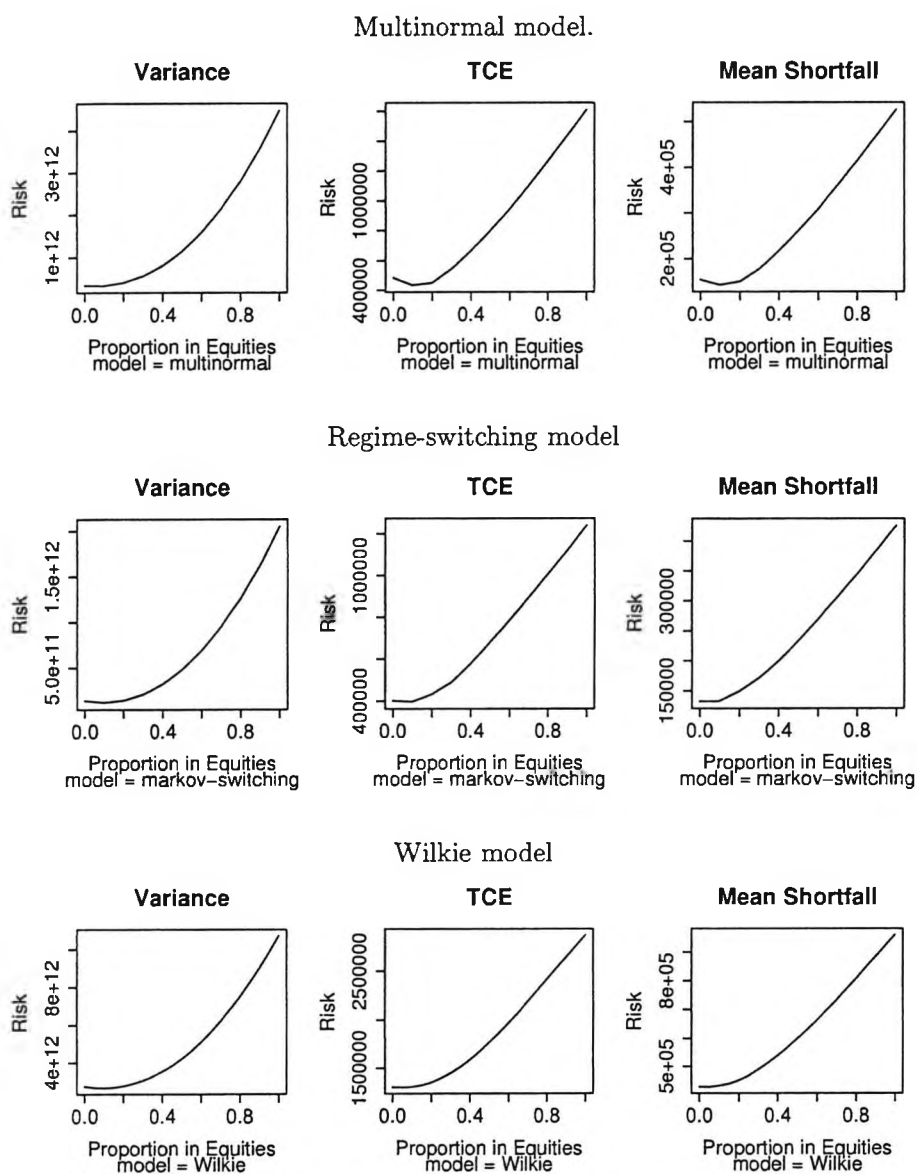 Multinormal model.
Variance
TCE
Mean Shortfall
Risk
1e+12
3e+12
0.0 0.4 0.8
Proportion in Equities
model = multinormal
Risk
400000
1000000
0.0 0.4 0.8
Proportion in Equities
model = multinormal
Risk
2e+05
4e+05
0.0 0.4 0.8
Proportion in Equities
model = multinormal
Regime-switching model
Variance
TCE
Mean Shortfall
Risk
5.0e+11
1.5e+12
0.0 0.4 0.8
Proportion in Equities
model = markov-switching
Risk
400000
1000000
0.0 0.4 0.8
Proportion in Equities
model = markov-switching
Risk
150000
300000
0.0 0.4 0.8
Proportion in Equities
model = markov-switching
Wilkie model
Variance
TCE
Mean Shortfall
Risk
4e+12
8e+12
0.0 0.4 0.8
Proportion in Equities
model = Wilkie
Risk
1500000
2500000
0.0 0.4 0.8
Proportion in Equities
model = Wilkie
Risk
5e+05
8e+05
0.0 0.4 0.8
Proportion in Equities
model = Wilkie